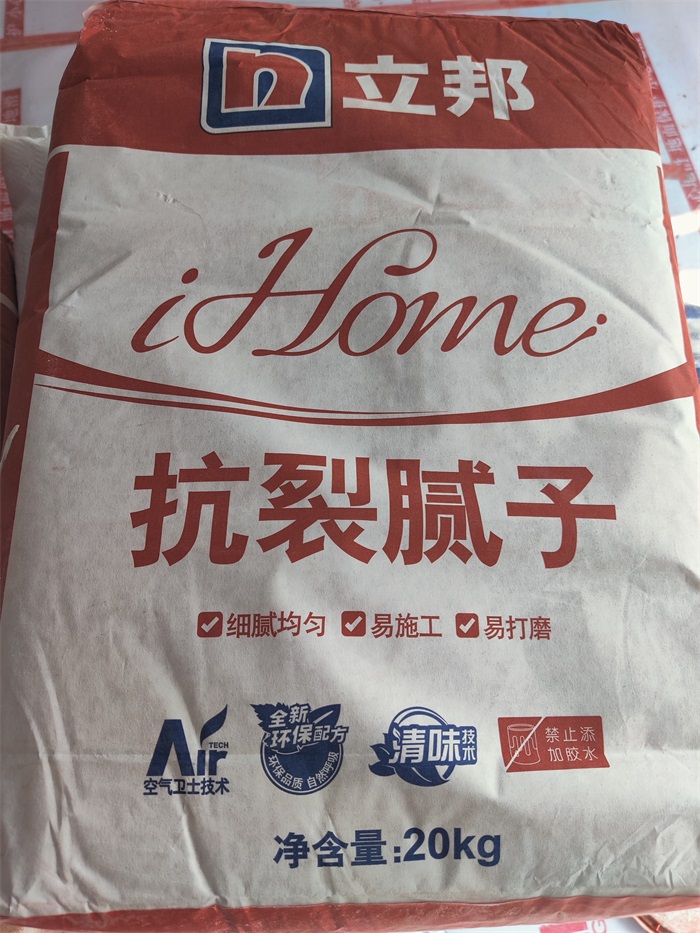 n 立邦
iHome
抗裂腻子
细腻均匀 易施工 易打磨
Air TECH
空气卫士技术
全新
环保配方
环保品质 自然呼吸
清味技术
禁止添
加胶水
净含量:20kg